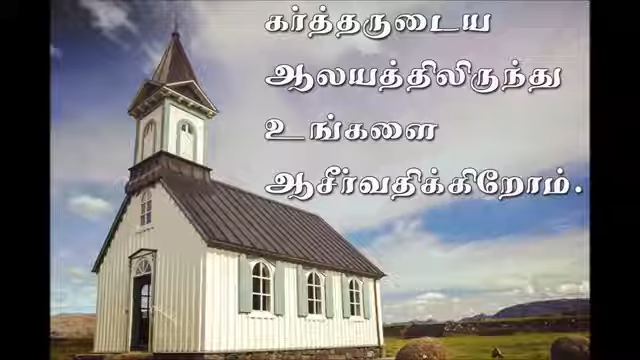 கர்த்தருடைய
ஆலயத்திலிருந்து
உங்களை
ஆசீர்வதிக்கிறோம்.